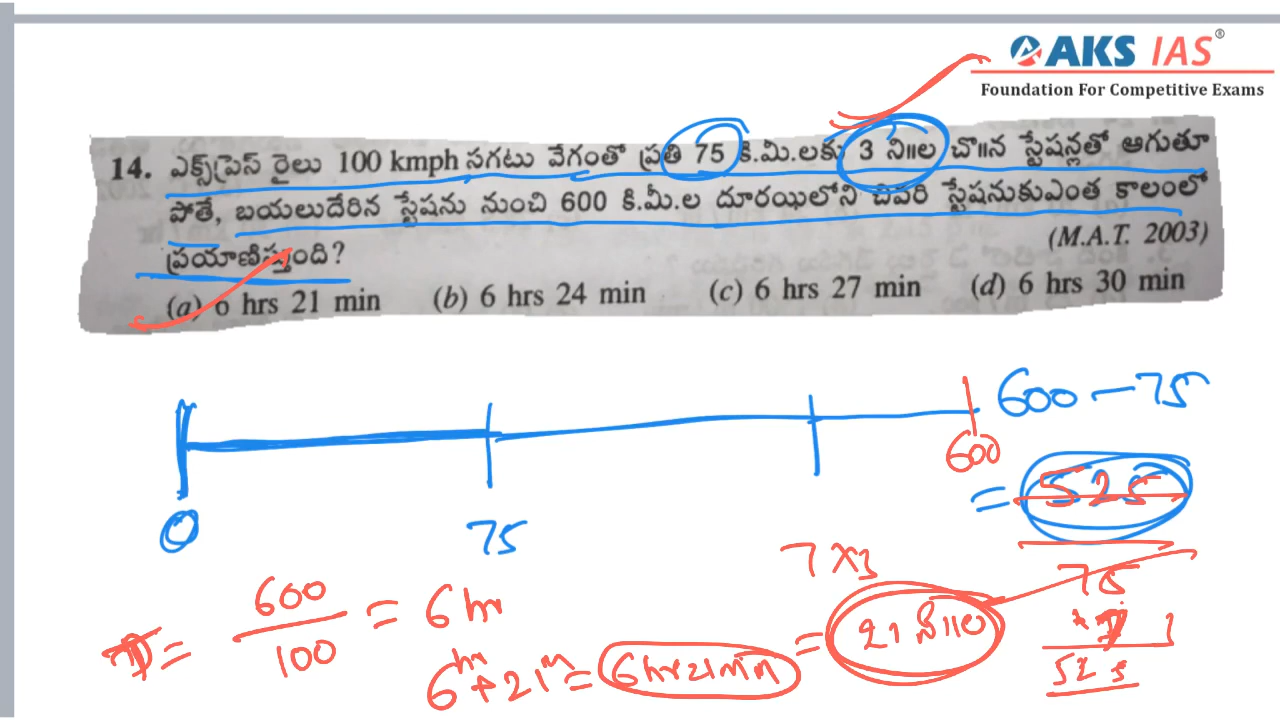 AKS IAS®
Foundation For Competitive Exams
14. ఎక్స్‌ప్రెస్ రైలు 100 kmph సగటు వేగంతో ప్రతి 75 కి.మీ.లకు 3 ని॥ల చొ॥న స్టేషన్లతో ఆగుతూ
పోతే, బయలుదేరిన స్టేషను నుంచి 600 కి.మీ.ల దూరఝిలోని చివరి స్టేషనుకుఎంత కాలంలో
ప్రయాణిస్తుంది?
(M.A.T. 2003)
(a) 6 hrs 21 min (b) 6 hrs 24 min (c) 6 hrs 27 min (d) 6 hrs 30 min
600 - 75
600
= 525
0 75
7 x 3
75
600/100 = 6 hr
= 21 ని॥ల
x 7
525
6 hr + 21 m = 6 hr 21 min